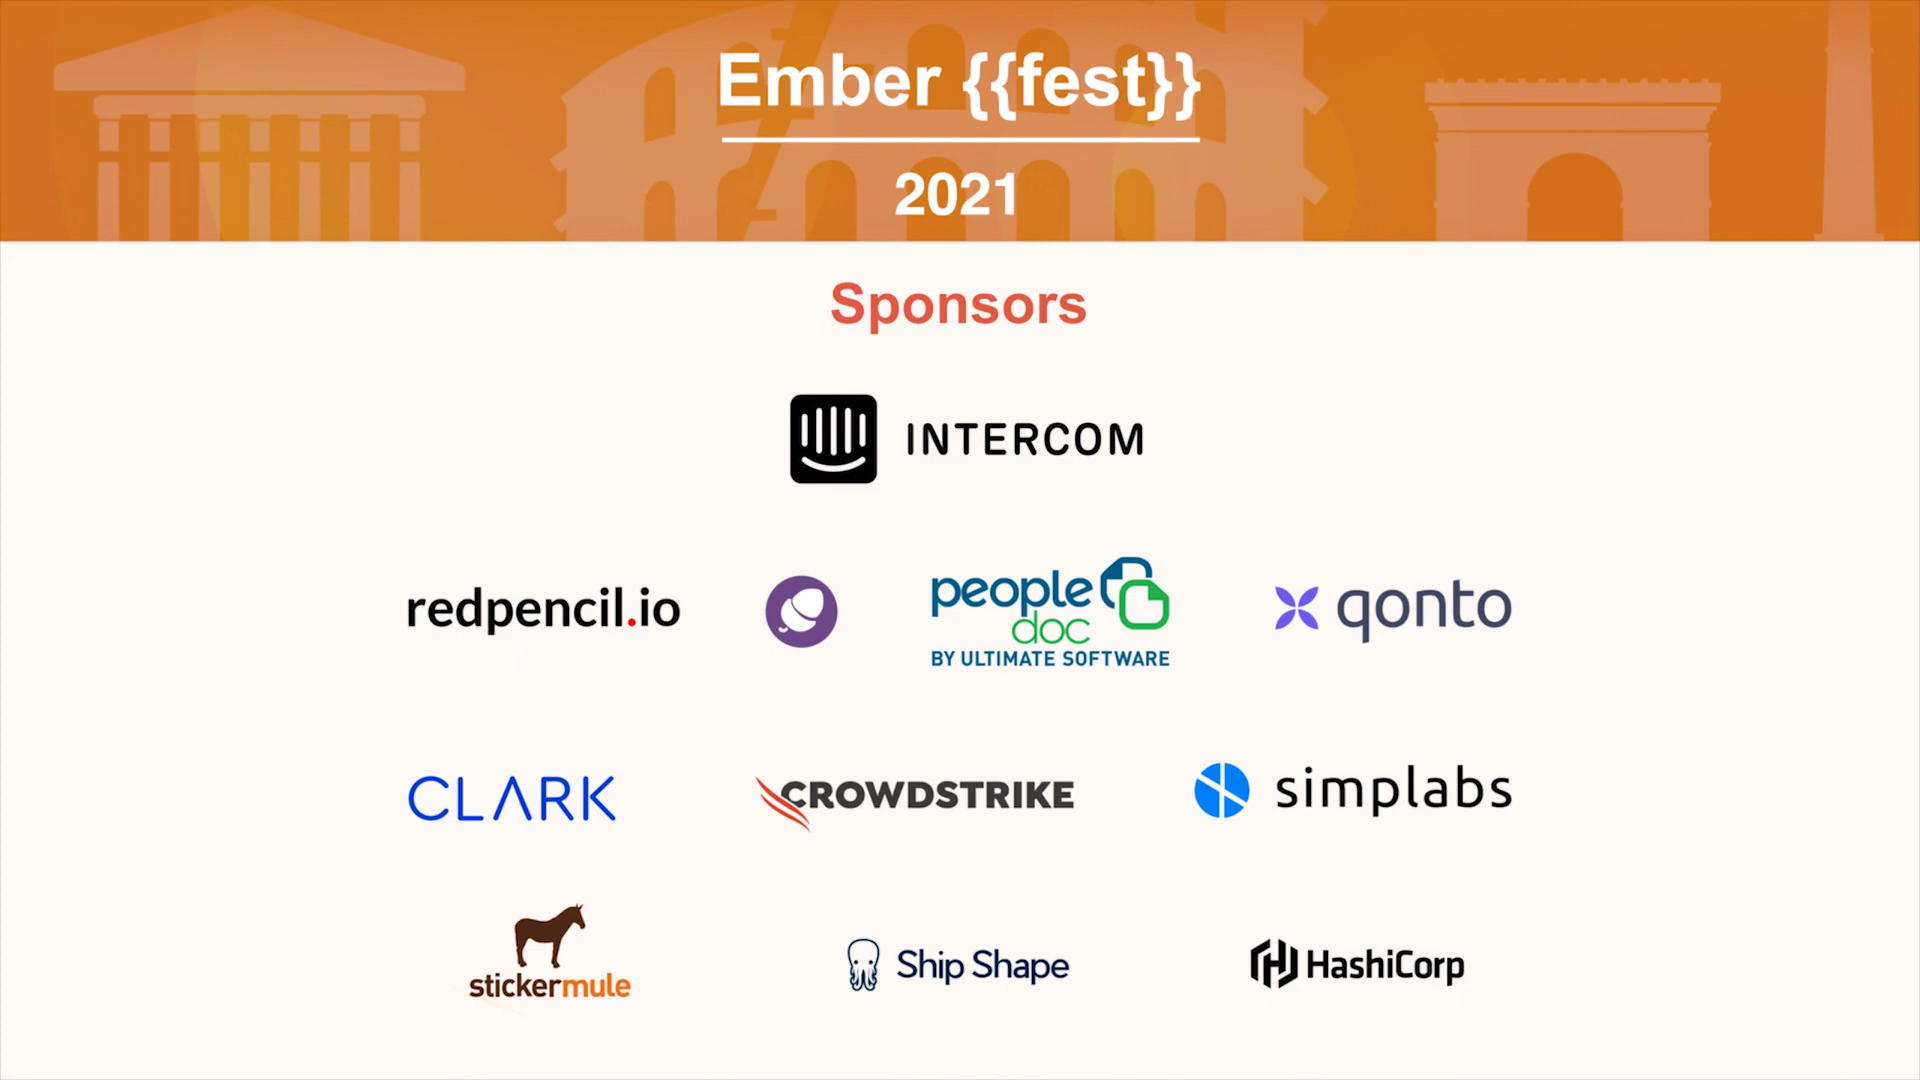 Ember {{fest}}
2021
Sponsors
INTERCOM
redpencil.io
people
doc
BY ULTIMATE SOFTWARE
qonto
CLARK
CROWDSTRIKE
simplabs
stickermule
Ship Shape
HashiCorp